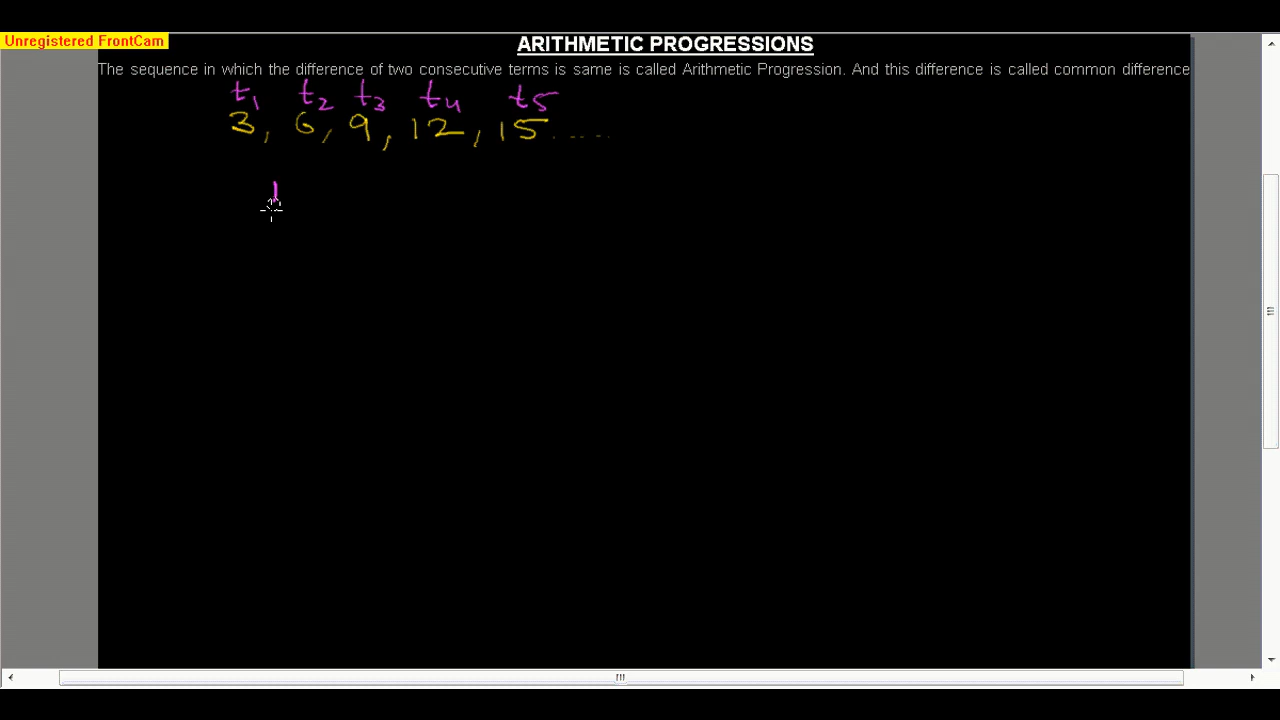 Unregistered FrontCam
ARITHMETIC PROGRESSIONS
The sequence in which the difference of two consecutive terms is same is called Arithmetic Progression. And this difference is called common difference
t1 t2 t3 t4 t5
3, 6, 9, 12, 15.....